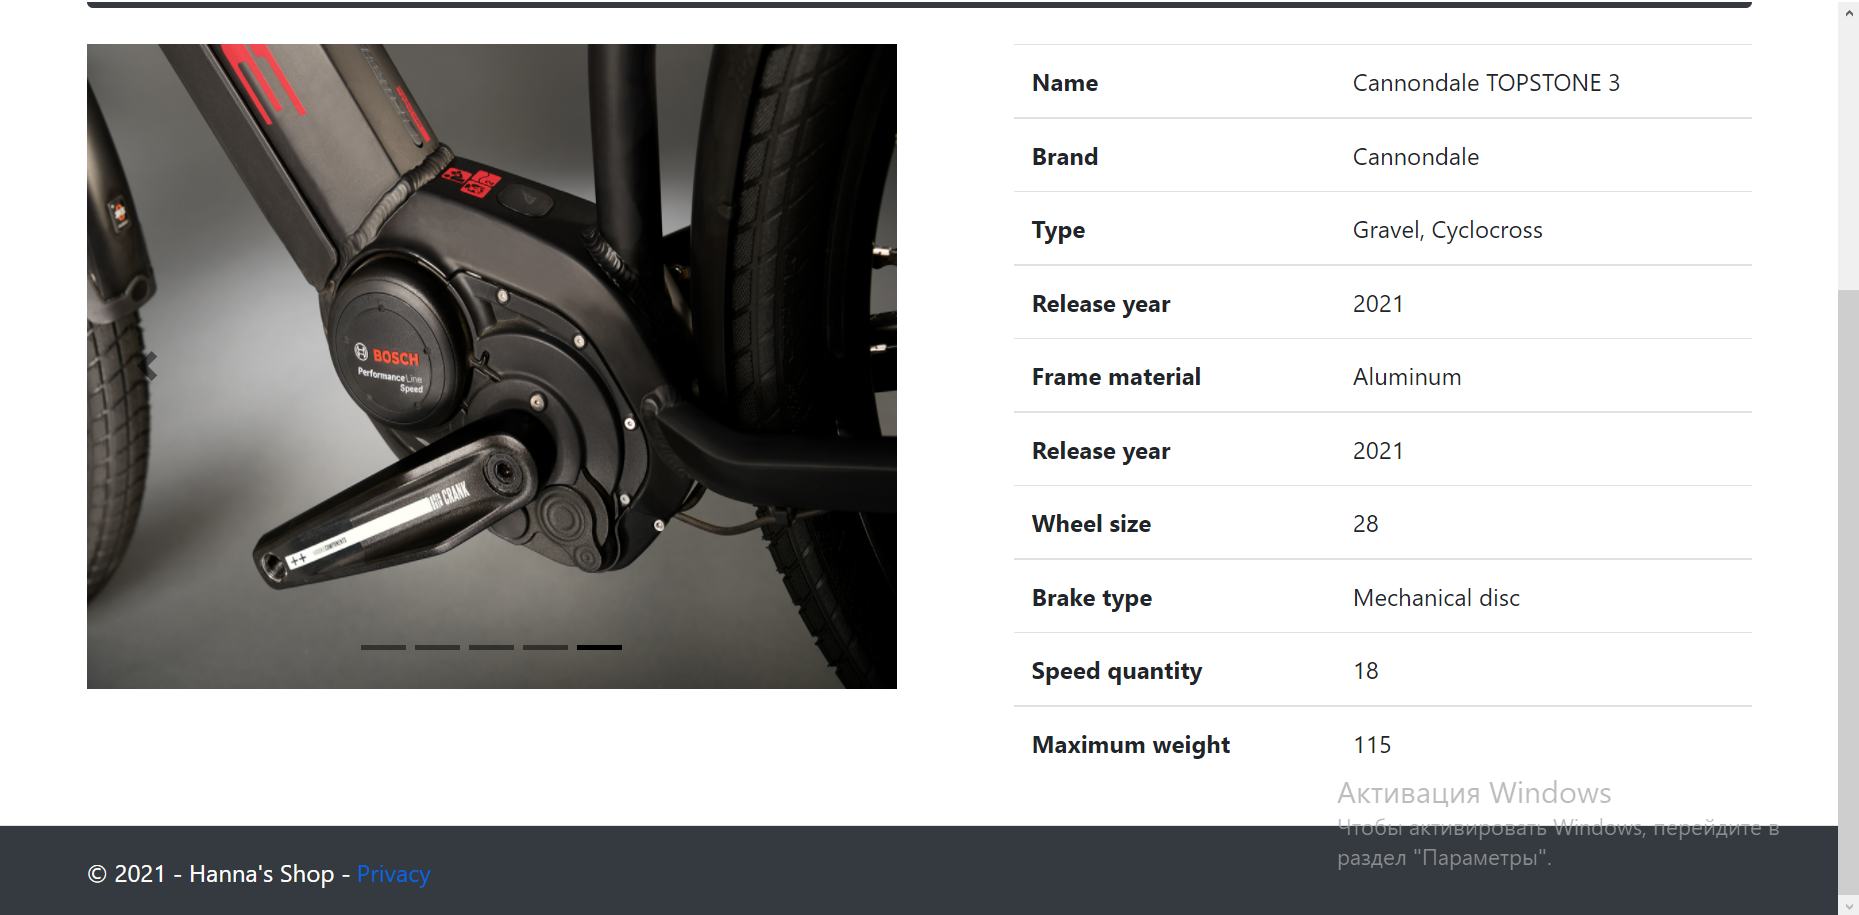 BOSCH
PerformanceLine
Speed
CRANK
Name Cannondale TOPSTONE 3
Brand Cannondale
Type Gravel, Cyclocross
Release year 2021
Frame material Aluminum
Release year 2021
Wheel size 28
Brake type Mechanical disc
Speed quantity 18
Maximum weight 115
Активация Windows
Чтобы активировать Windows, перейдите в
раздел "Параметры".
© 2021 - Hanna's Shop - Privacy